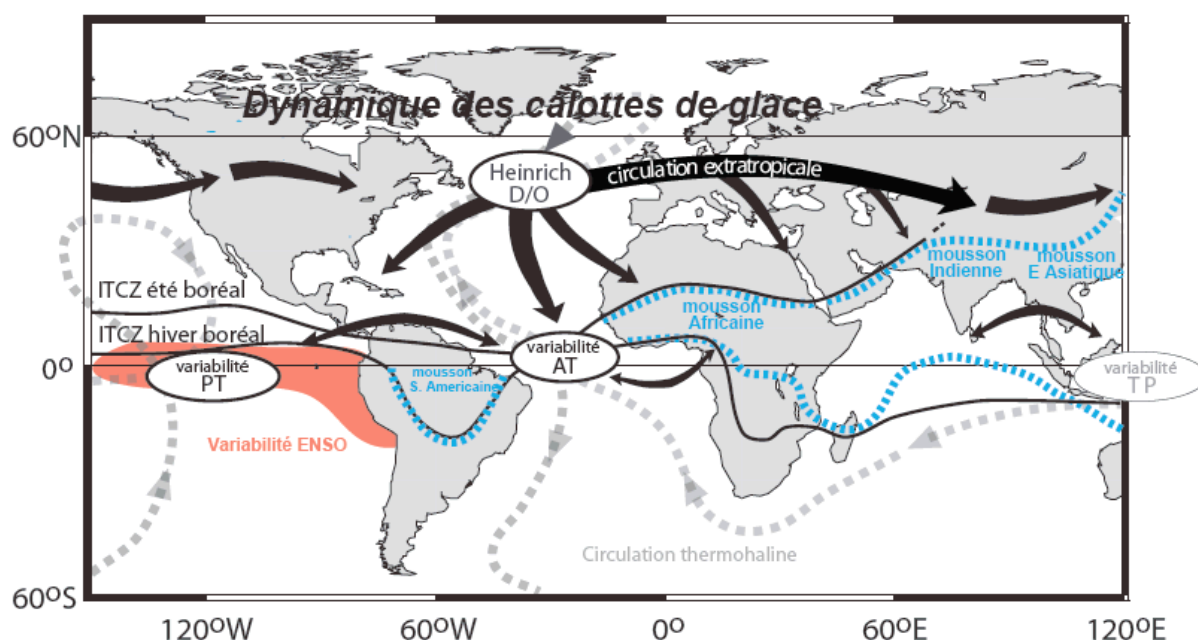 Dynamique des calottes de glace
60ºN
Heinrich
D/O
circulation extratropicale
mousson
Indienne
mousson
E Asiatique
ITCZ été boréal
mousson
Africaine
ITCZ hiver boréal
0º
variabilité
PT
mousson
S. Americaine
variabilité
AT
variabilité
T P
Variabilité ENSO
Circulation thermohaline
60ºS
120ºW
60ºW
0º
60ºE
120ºE